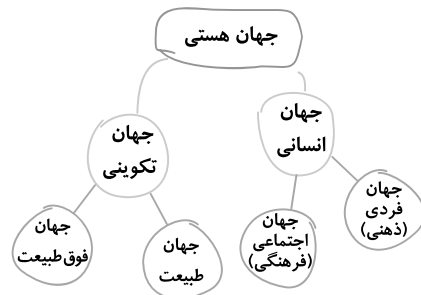 جهان هستی
جهان
انسانی
جهان
تکوینی
جهان
فردی
(ذهنی)
جهان
اجتماعی
(فرهنگی)
جهان
طبیعت
جهان
فوق طبیعت